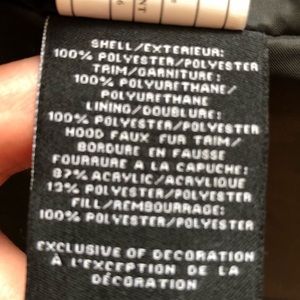 SHELL/EXTERIEUR:
100% POLYESTER/POLYESTER
TRIM/GARNITURE:
100% POLYURETHANE/
POLYURETHANE
LINING/DOUBLURE:
100% POLYESTER/POLYESTER
HOOD FAUX FUR TRIM/
BORDURE EN FAUSSE
FOURRURE A LA CAPUCHE:
87% ACRYLIC/ACRYLIQUE
13% POLYESTER/POLYESTER
FILL/REMBOURRAGE:
100% POLYESTER/POLYESTER
EXCLUSIVE OF DECORATION
À L'EXCEPTION DE LA
DÉCORATION